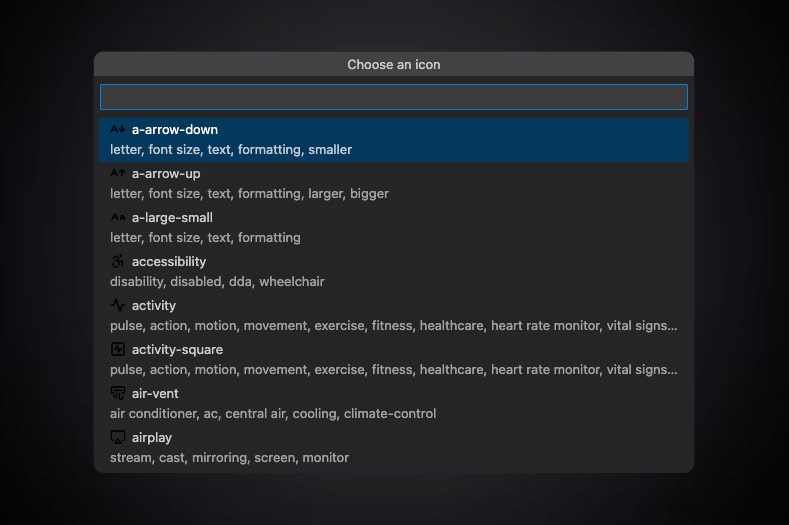 Choose an icon
a-arrow-down
letter, font size, text, formatting, smaller
a-arrow-up
letter, font size, text, formatting, larger, bigger
a-large-small
letter, font size, text, formatting
accessibility
disability, disabled, dda, wheelchair
activity
pulse, action, motion, movement, exercise, fitness, healthcare, heart rate monitor, vital signs...
activity-square
pulse, action, motion, movement, exercise, fitness, healthcare, heart rate monitor, vital signs...
air-vent
air conditioner, ac, central air, cooling, climate-control
airplay
stream, cast, mirroring, screen, monitor